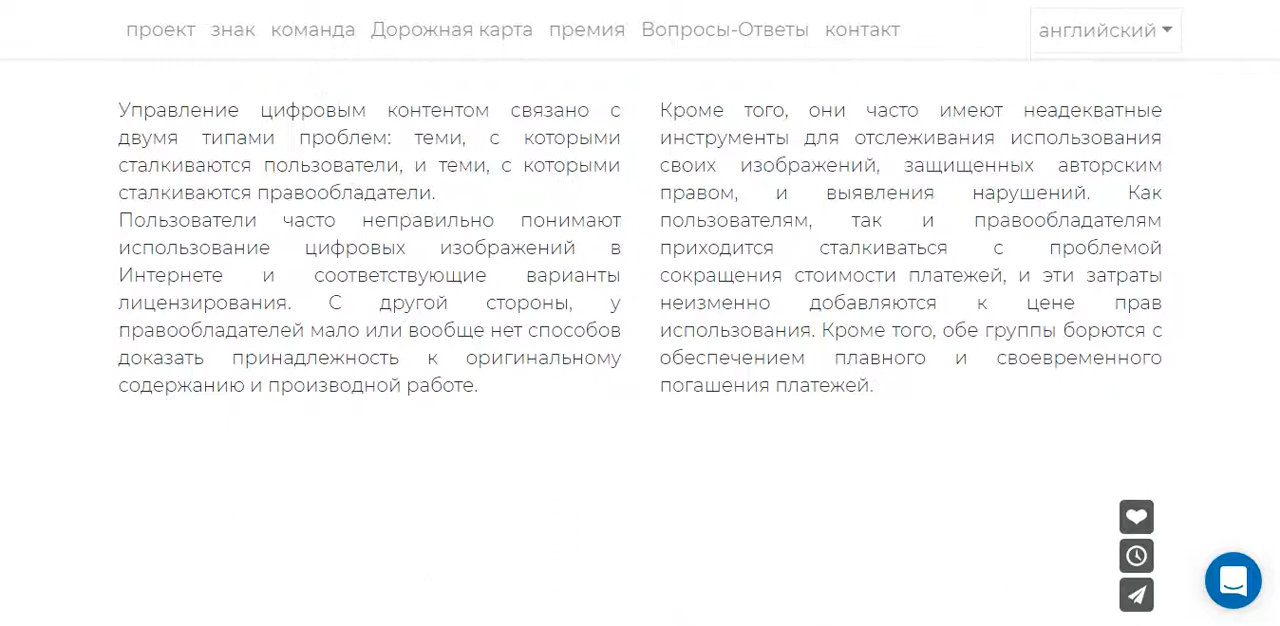 проект знак команда Дорожная карта премия Вопросы-Ответы контакт английский
Управление цифровым контентом связано с
двумя типами проблем: теми, с которыми
сталкиваются пользователи, и теми, с которыми
сталкиваются правообладатели.
Пользователи часто неправильно понимают
использование цифровых изображений в
Интернете и соответствующие варианты
лицензирования. С другой стороны, у
правообладателей мало или вообще нет способов
доказать принадлежность к оригинальному
содержанию и производной работе.
Кроме того, они часто имеют неадекватные
инструменты для отслеживания использования
своих изображений, защищенных авторским
правом, и выявления нарушений. Как
пользователям, так и правообладателям
приходится сталкиваться с проблемой
сокращения стоимости платежей, и эти затраты
неизменно добавляются к цене прав
использования. Кроме того, обе группы борются с
обеспечением плавного и своевременного
погашения платежей.